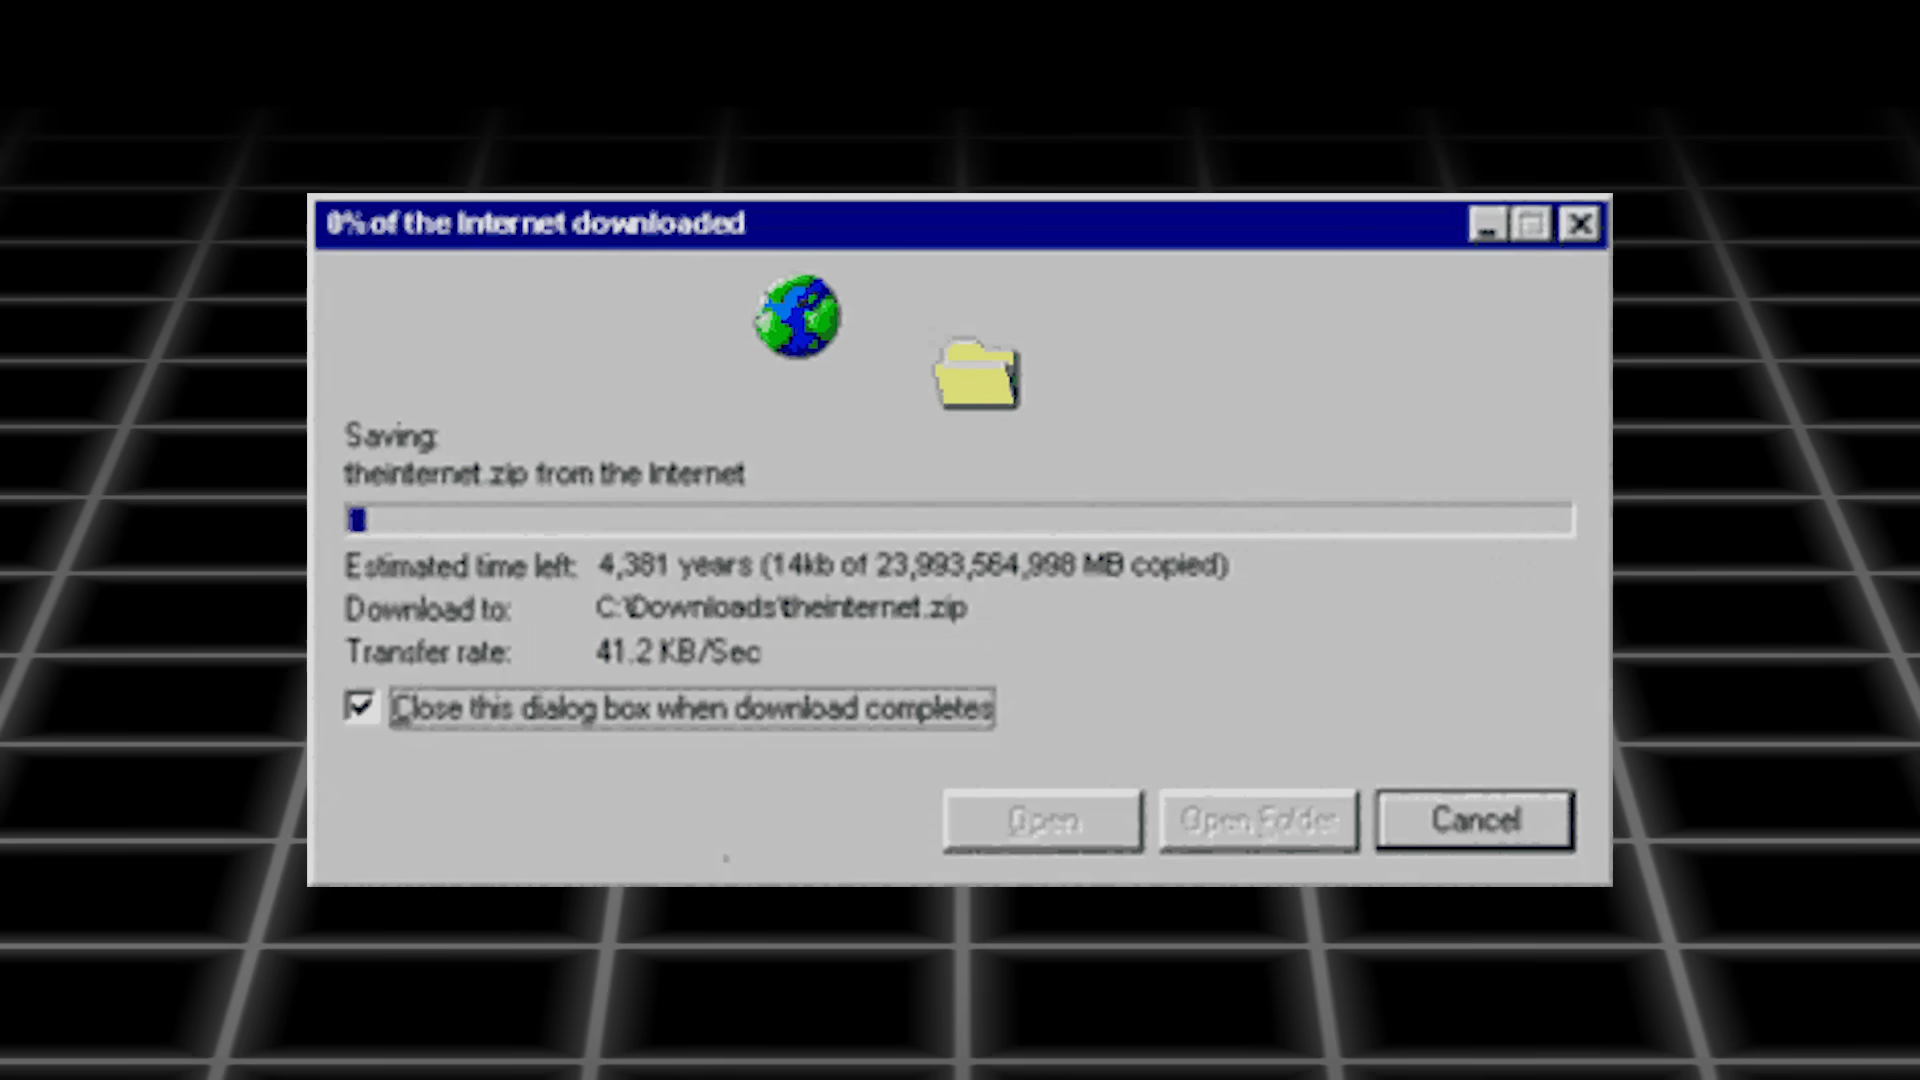 0% of the Internet downloaded
Saving:
theinternet.zip from the Internet
Estimated time left: 4,381 years (14kb of 23,993,564,998 MB copied)
Download to: C:\Downloads\theinternet.zip
Transfer rate: 41.2 KB/Sec
Close this dialog box when download completes
Open Open Folder Cancel